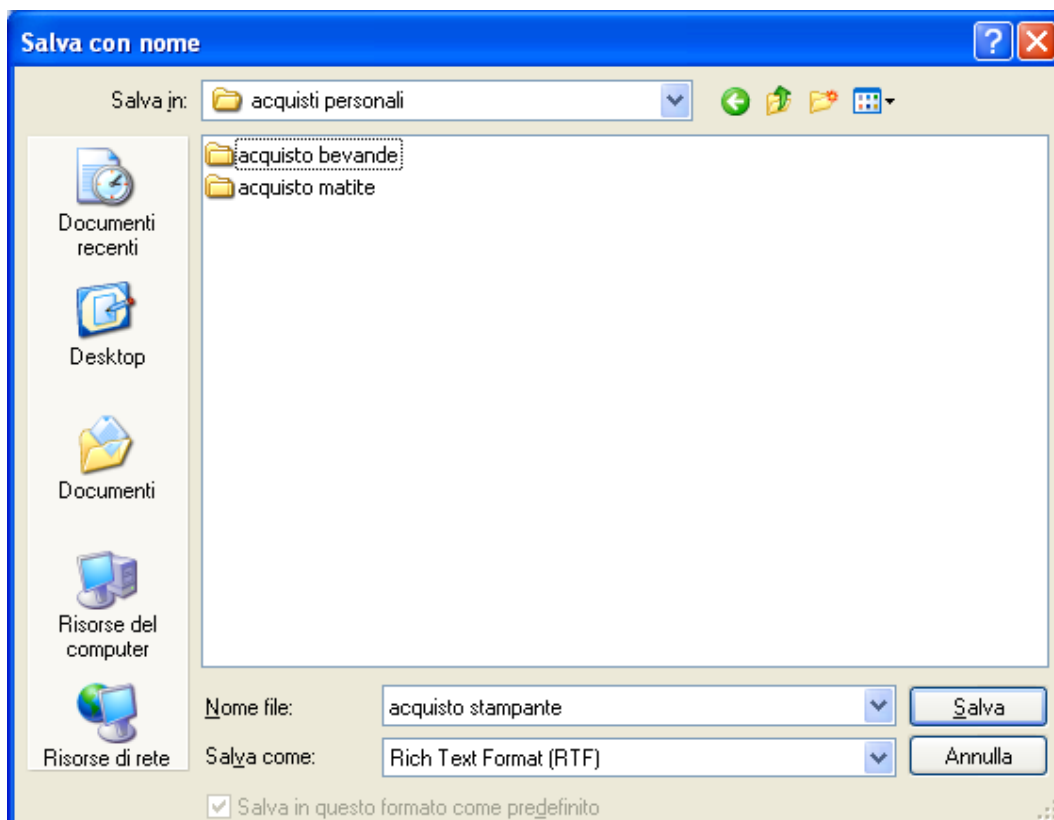 Salva con nome
Salva in: acquisti personali
acquisto bevande
acquisto matite
Documenti
recenti
Desktop
Documenti
Risorse del
computer
Risorse di rete
Nome file: acquisto stampante Salva
Salva come: Rich Text Format (RTF) Annulla
Salva in questo formato come predefinito